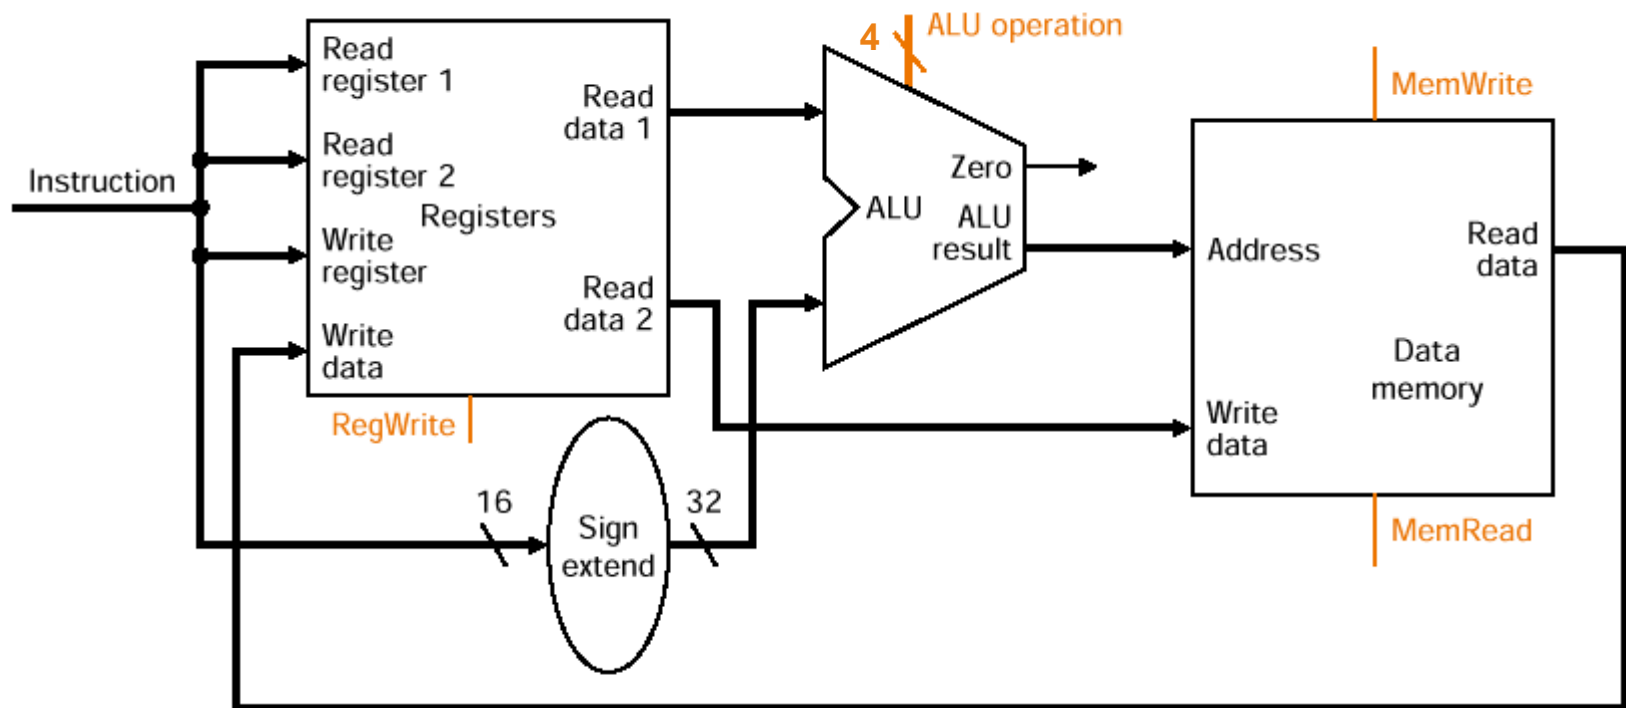 Instruction
Read
register 1
Read
register 2
Write
register
Write
data
Registers
Read
data 1
Read
data 2
RegWrite
16
Sign
extend
32
4
ALU operation
ALU
Zero
ALU
result
MemWrite
Address
Read
data
Data
memory
Write
data
MemRead